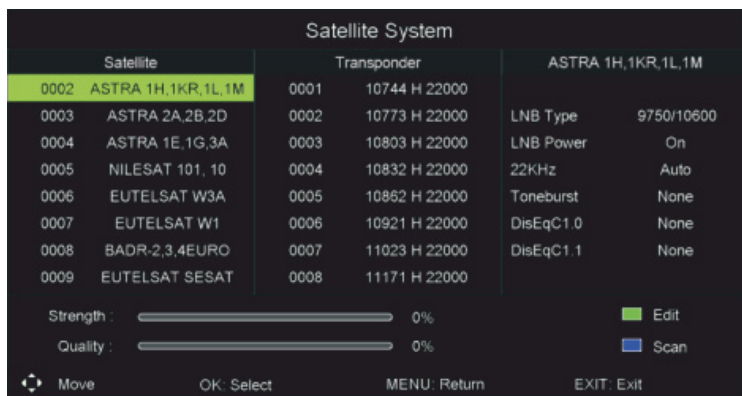 Satellite System
Satellite Transponder ASTRA 1H,1KR,1L,1M
0002 ASTRA 1H,1KR,1L,1M 0001 10744 H 22000
0003 ASTRA 2A,2B,2D 0002 10773 H 22000 LNB Type 9750/10600
0004 ASTRA 1E,1G,3A 0003 10803 H 22000 LNB Power On
0005 NILESAT 101, 10 0004 10832 H 22000 22KHz Auto
0006 EUTELSAT W3A 0005 10862 H 22000 Toneburst None
0007 EUTELSAT W1 0006 10921 H 22000 DisEqC1.0 None
0008 BADR-2,3,4EURO 0007 11023 H 22000 DisEqC1.1 None
0009 EUTELSAT SESAT 0008 11171 H 22000
Strength : 0% Edit
Quality : 0% Scan
Move OK: Select MENU: Return EXIT: Exit